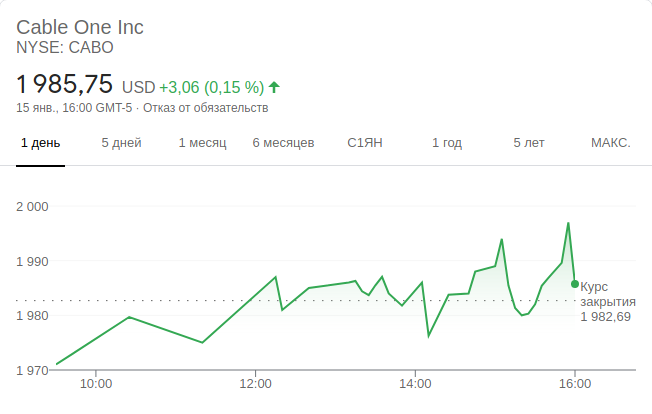 Cable One Inc
NYSE: CABO
1 985,75 USD +3,06 (0,15 %)
15 янв., 16:00 GMT-5 · Отказ от обязательств
1 день 5 дней 1 месяц 6 месяцев С1ЯН 1 год 5 лет МАКС.
2 000
1 990
1 980
1 970
Курс
закрытия
1 982,69
10:00 12:00 14:00 16:00